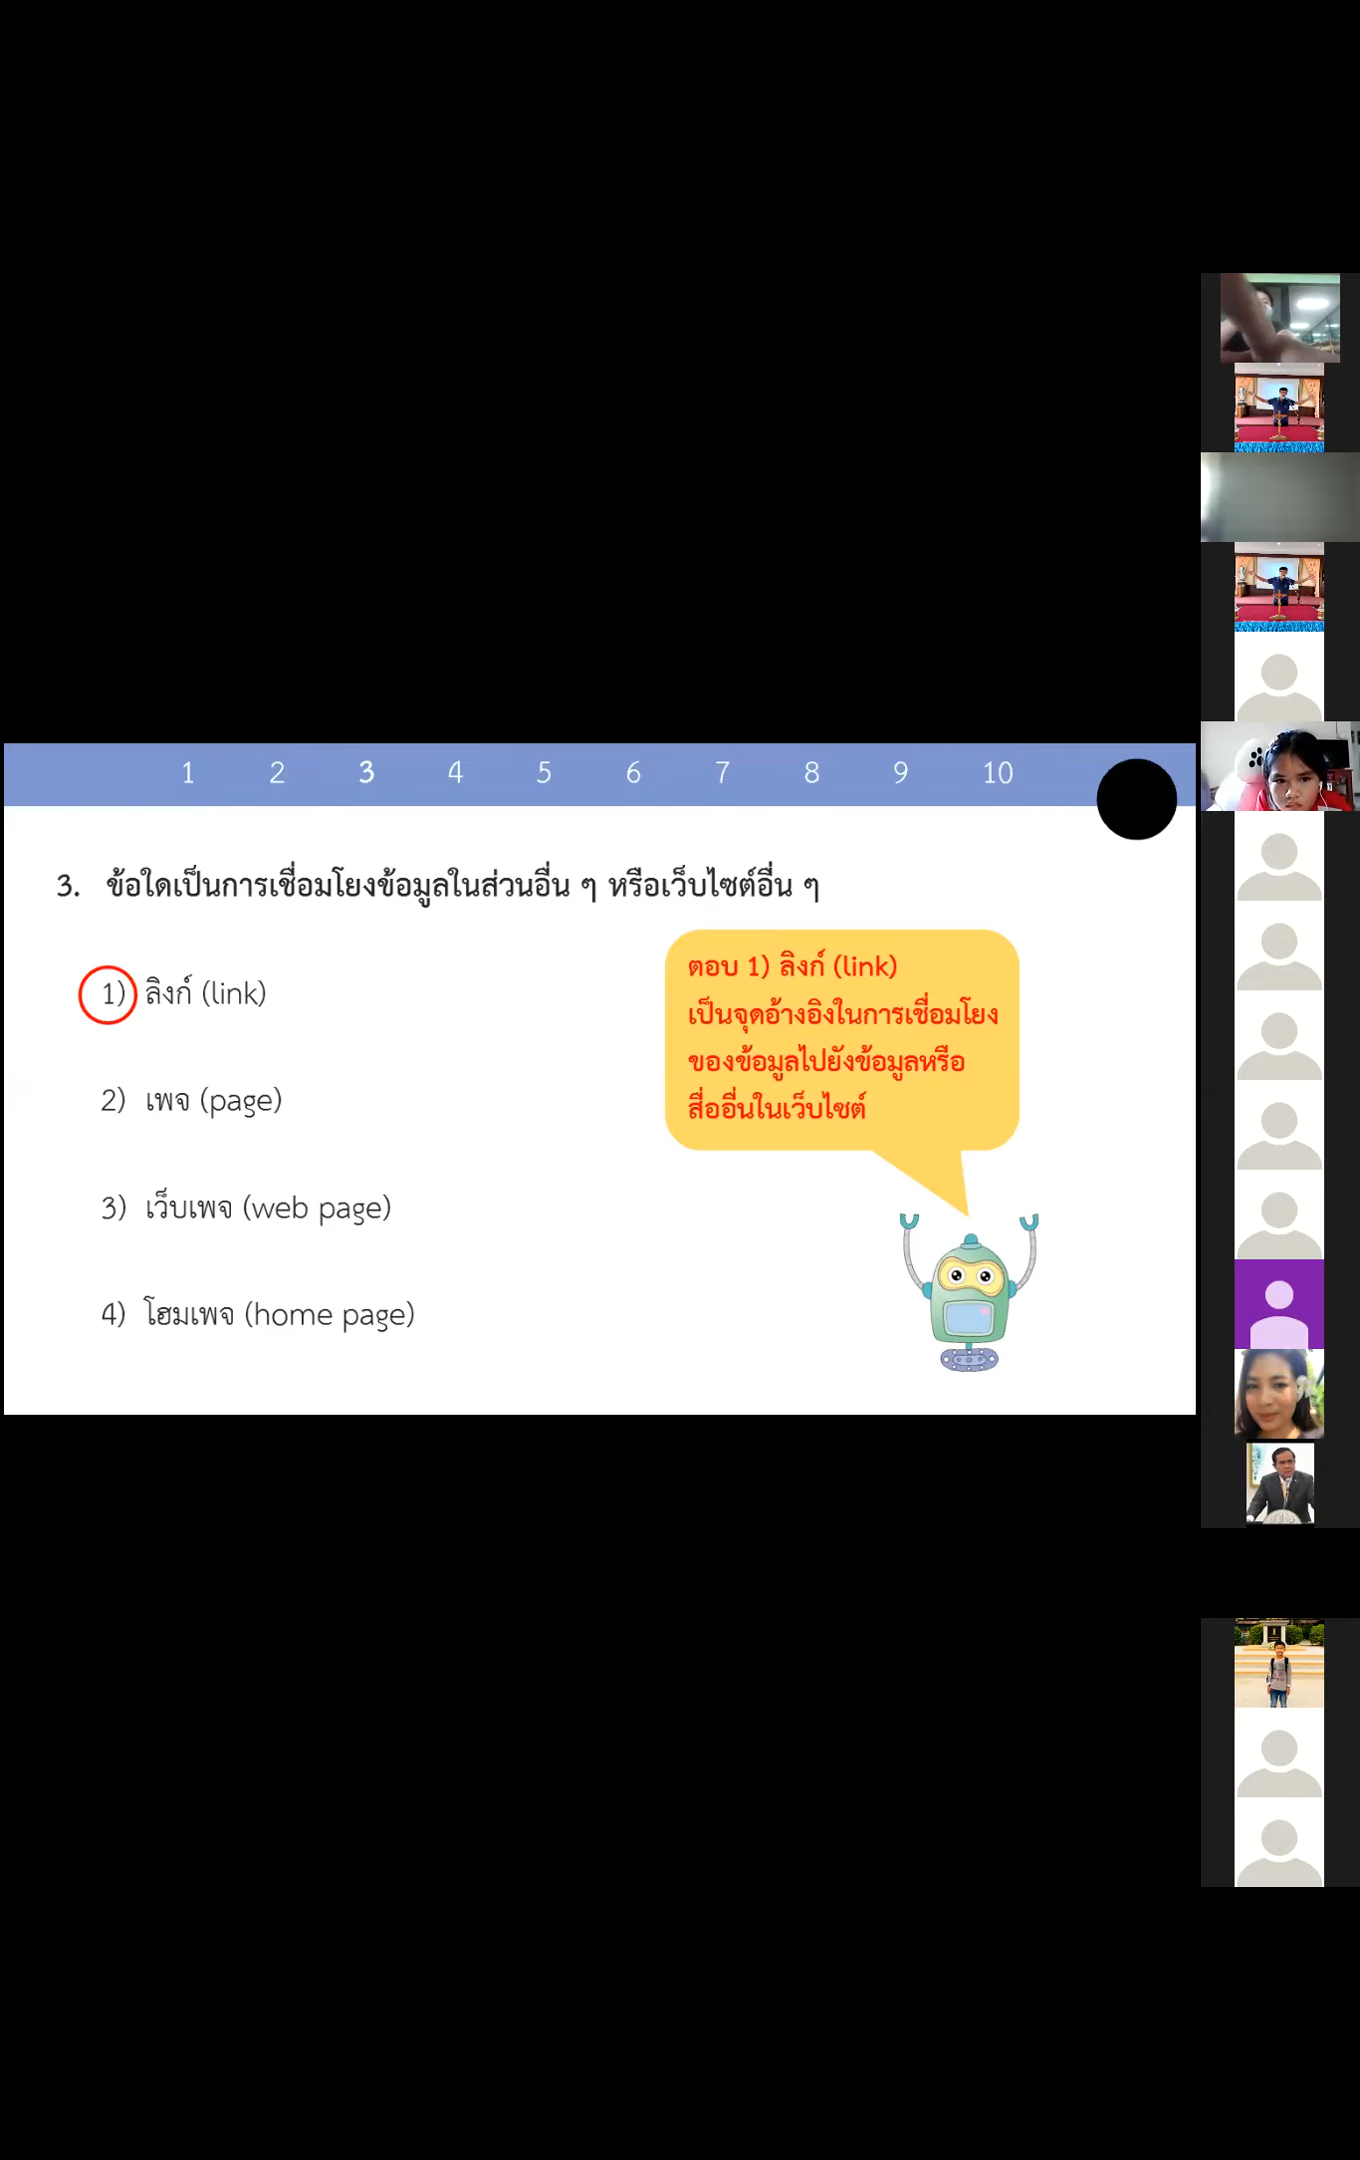 1 2 3 4 5 6 7 8 9 10
3. ข้อใดเป็นการเชื่อมโยงข้อมูลในส่วนอื่น ๆ หรือเว็บไซต์อื่น ๆ
1) ลิงก์ (link)
2) เพจ (page)
3) เว็บเพจ (web page)
4) โฮมเพจ (home page)
ตอบ 1) ลิงก์ (link)
เป็นจุดอ้างอิงในการเชื่อมโยง
ของข้อมูลไปยังข้อมูลหรือ
สื่ออื่นในเว็บไซต์